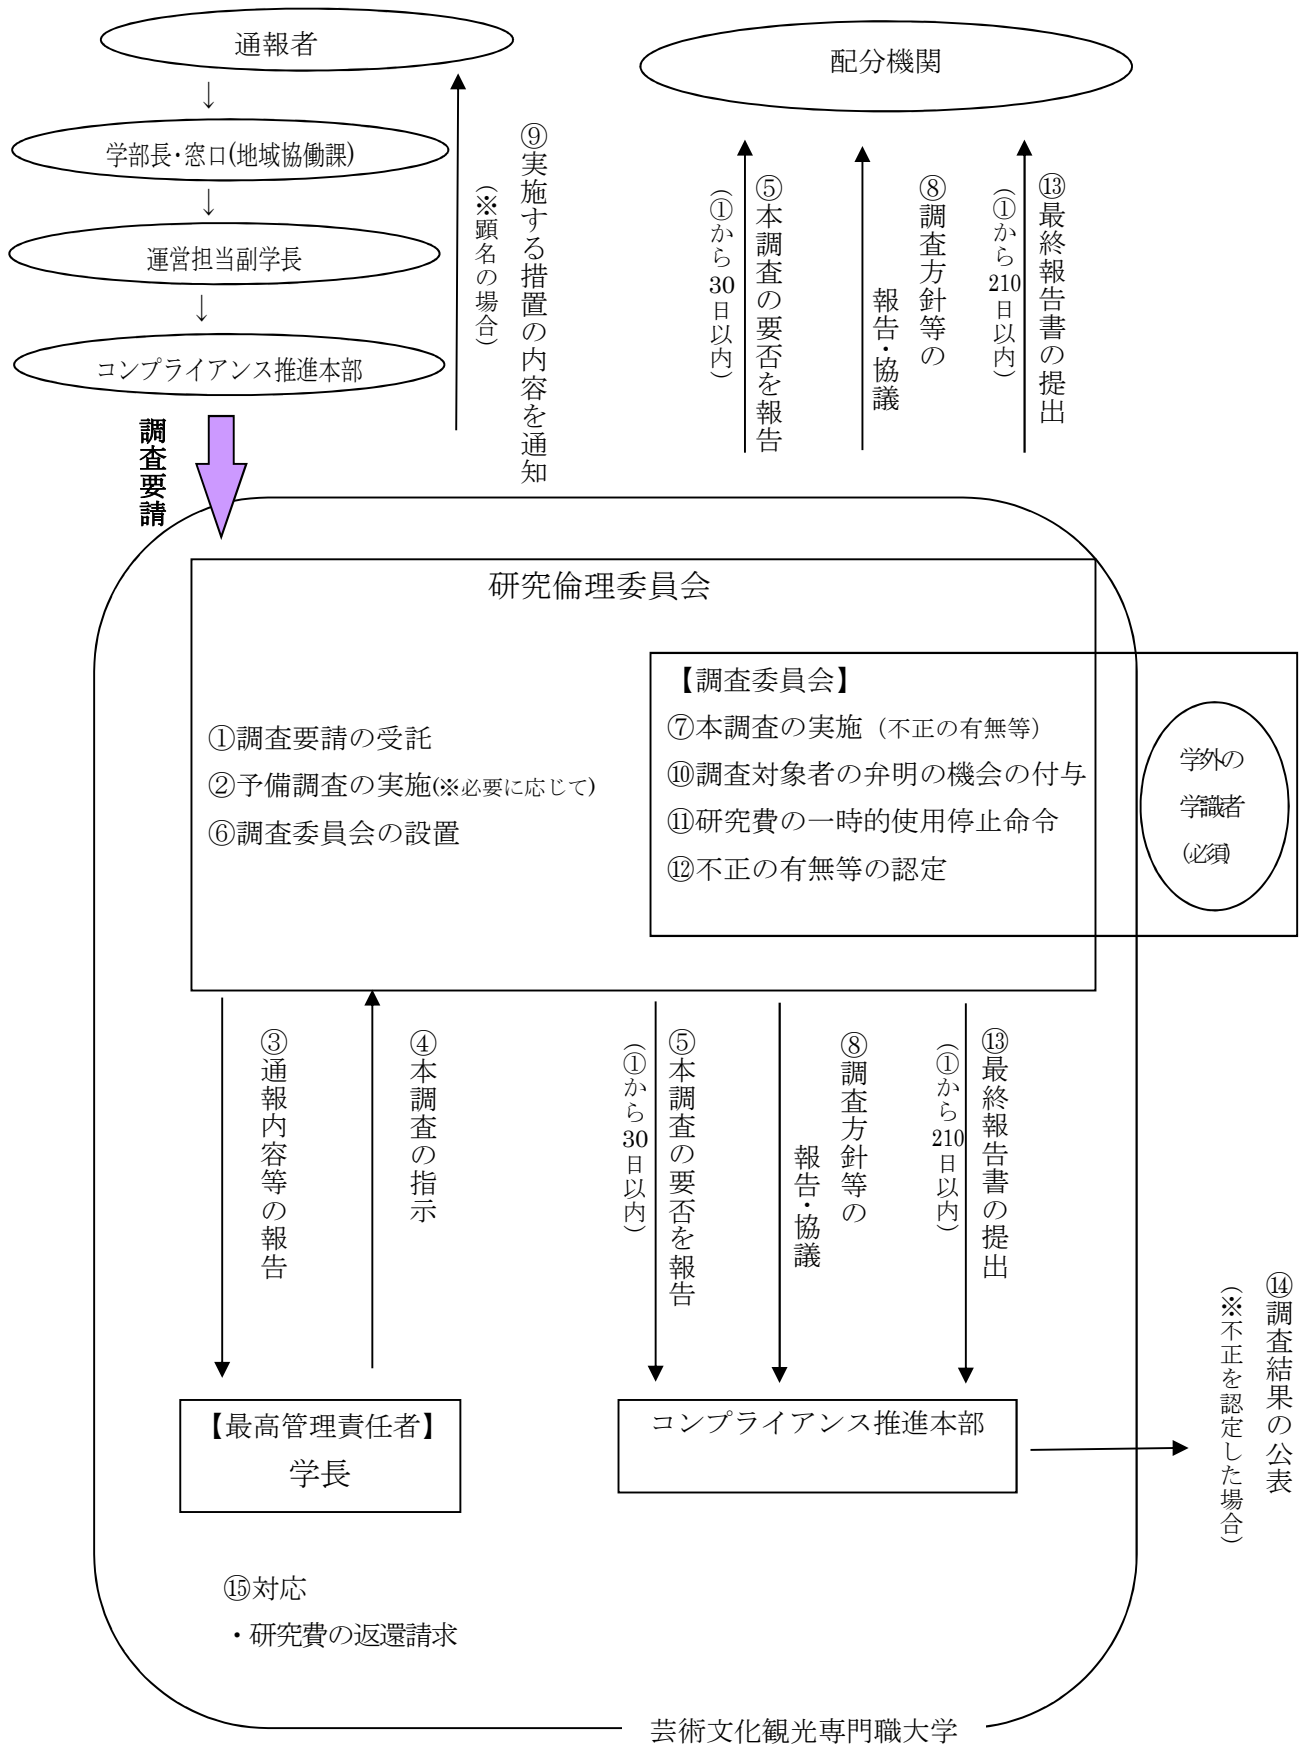 通報者
↓
学部長・窓口(地域協働課)
↓
運営担当副学長
↓
コンプライアンス推進本部
調査要請
⑨実施する措置の内容を通知
(※顕名の場合)
配分機関
⑤本調査の要否を報告
(①から30日以内)
⑧調査方針等の
報告・協議
⑬最終報告書の提出
(①から210日以内)
研究倫理委員会
①調査要請の受託
②予備調査の実施(※必要に応じて)
⑥調査委員会の設置
【調査委員会】
⑦本調査の実施（不正の有無等）
⑩調査対象者の弁明の機会の付与
⑪研究費の一時的使用停止命令
⑫不正の有無等の認定
学外の
学識者
(必須)
③通報内容等の報告
④本調査の指示
⑤本調査の要否を報告
(①から30日以内)
⑧調査方針等の
報告・協議
⑬最終報告書の提出
(①から210日以内)
【最高管理責任者】
学長
コンプライアンス推進本部
⑭調査結果の公表
(※不正を認定した場合)
⑮対応
・研究費の返還請求
芸術文化観光専門職大学